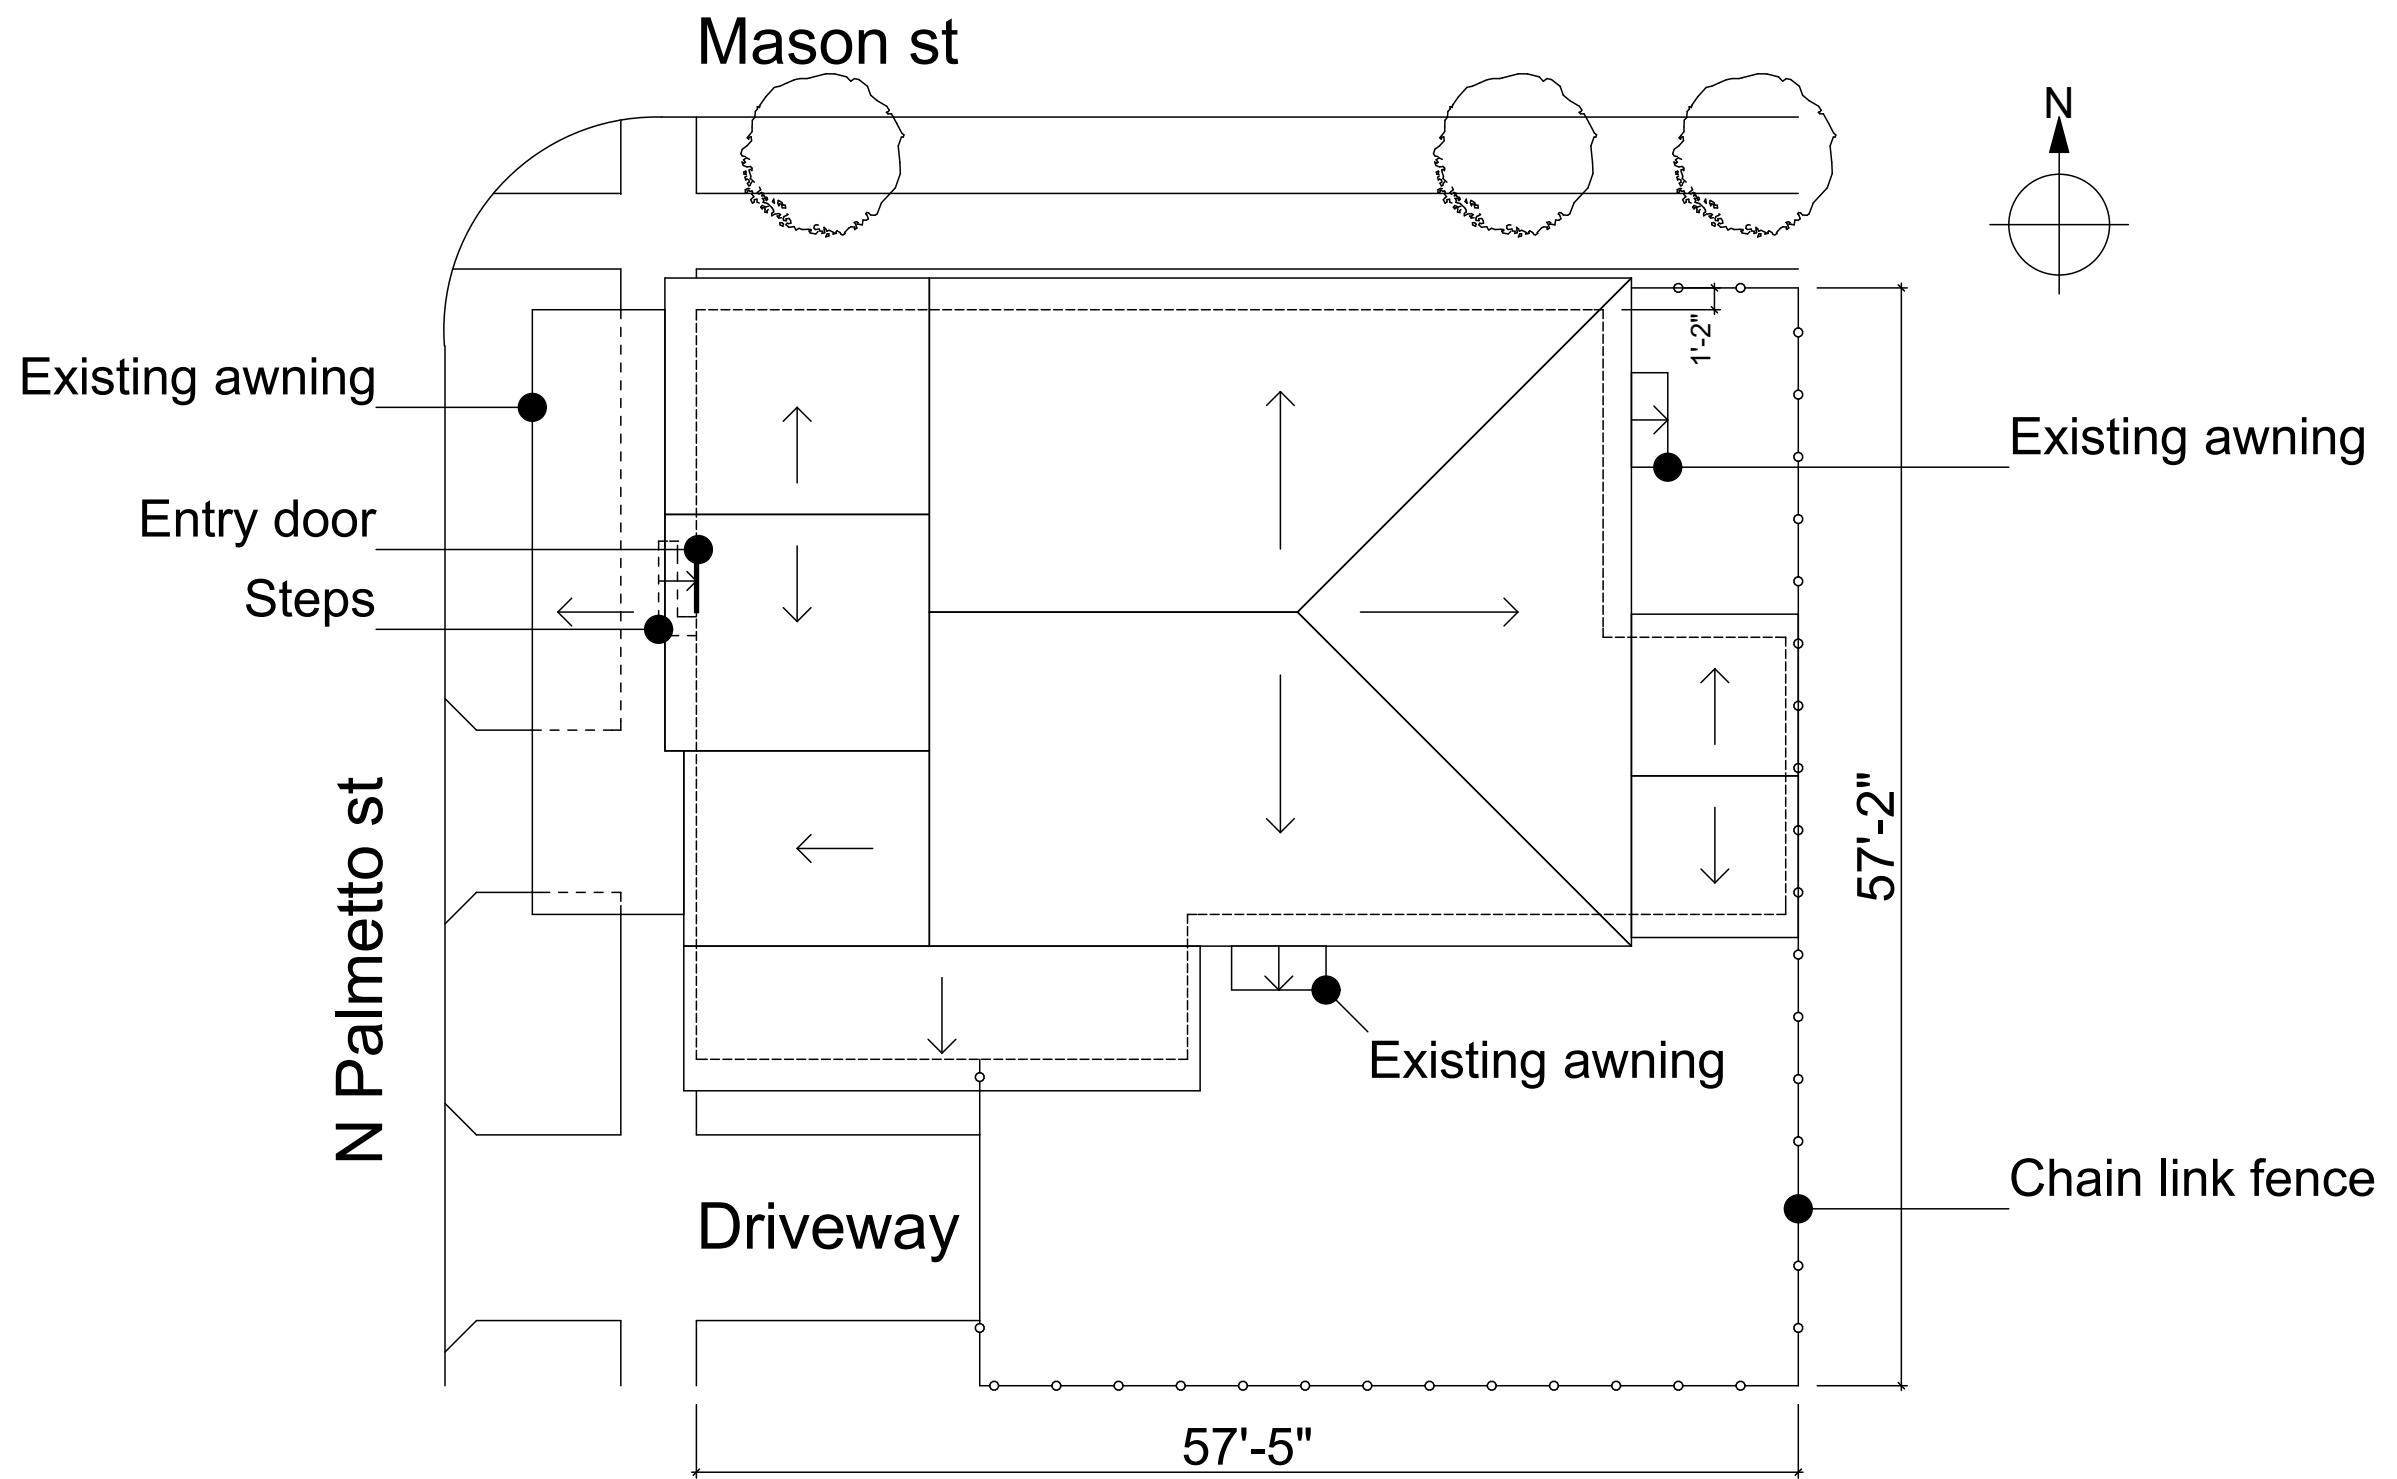 Mason st
N
1'-2"
Existing awning
Existing awning
Entry door
Steps
57'-2"
N Palmetto st
Existing awning
Chain link fence
Driveway
57'-5"